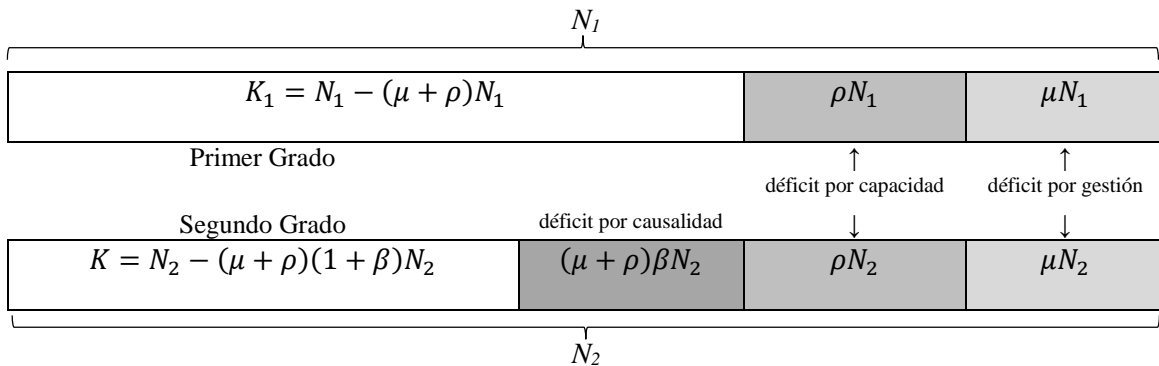 N1
K1 = N1 − (μ + ρ)N1
ρN1
μN1
Primer Grado
↑
↑
déficit por capacidad
déficit por gestión
Segundo Grado
déficit por causalidad
↓
↓
K = N2 − (μ + ρ)(1 + β)N2
(μ + ρ)βN2
ρN2
μN2
N2